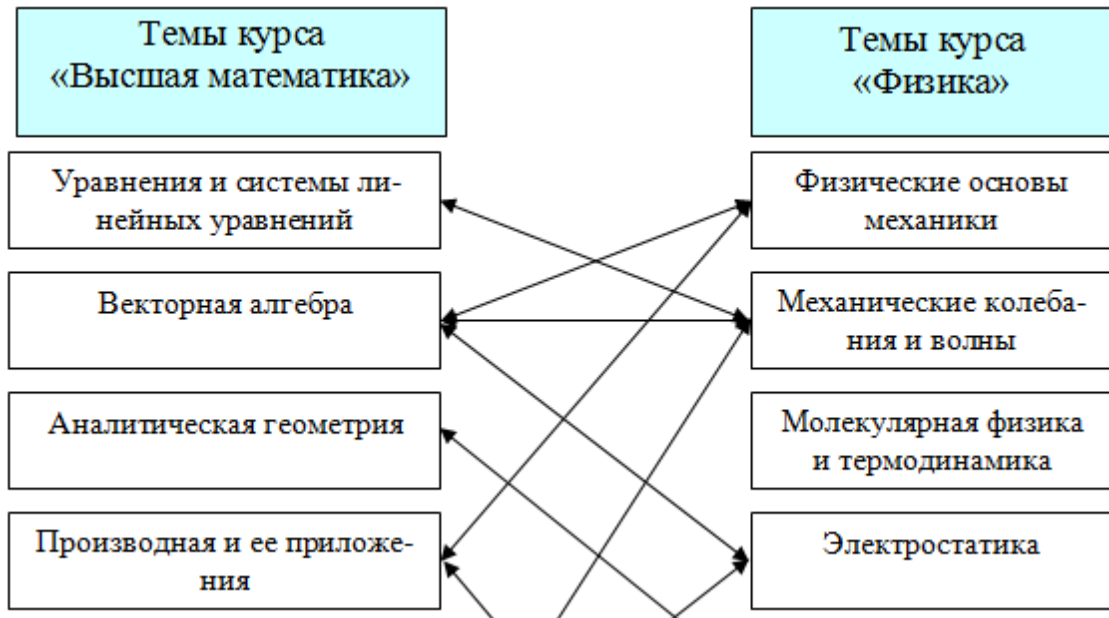 Темы курса
«Высшая математика»
Темы курса
«Физика»
Уравнения и системы ли-
нейных уравнений
Физические основы
механики
Векторная алгебра
Механические колеба-
ния и волны
Аналитическая геометрия
Молекулярная физика
и термодинамика
Производная и ее приложе-
ния
Электростатика